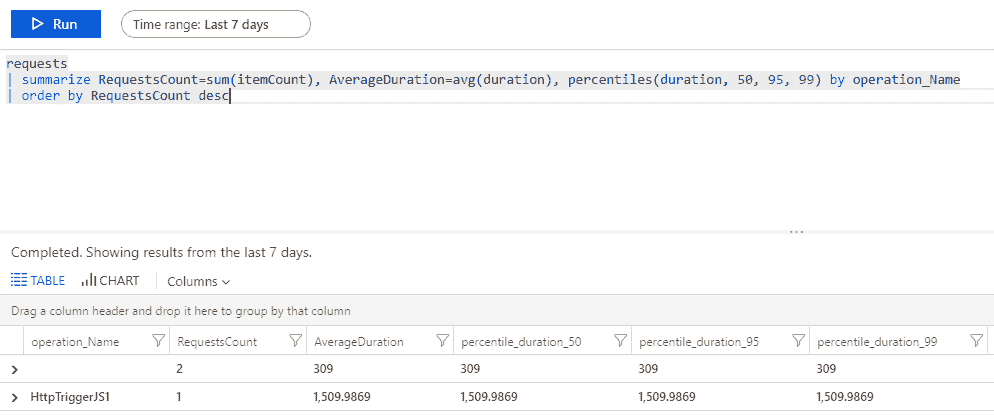 Run Time range: Last 7 days
requests
| summarize RequestsCount=sum(itemCount), AverageDuration=avg(duration), percentiles(duration, 50, 95, 99) by operation_Name
| order by RequestsCount desc
Completed. Showing results from the last 7 days.
TABLE CHART Columns
Drag a column header and drop it here to group by that column
operation_Name RequestsCount AverageDuration percentile_duration_50 percentile_duration_95 percentile_duration_99
2 309 309 309 309
HttpTriggerJS1 1 1,509.9869 1,509.9869 1,509.9869 1,509.9869